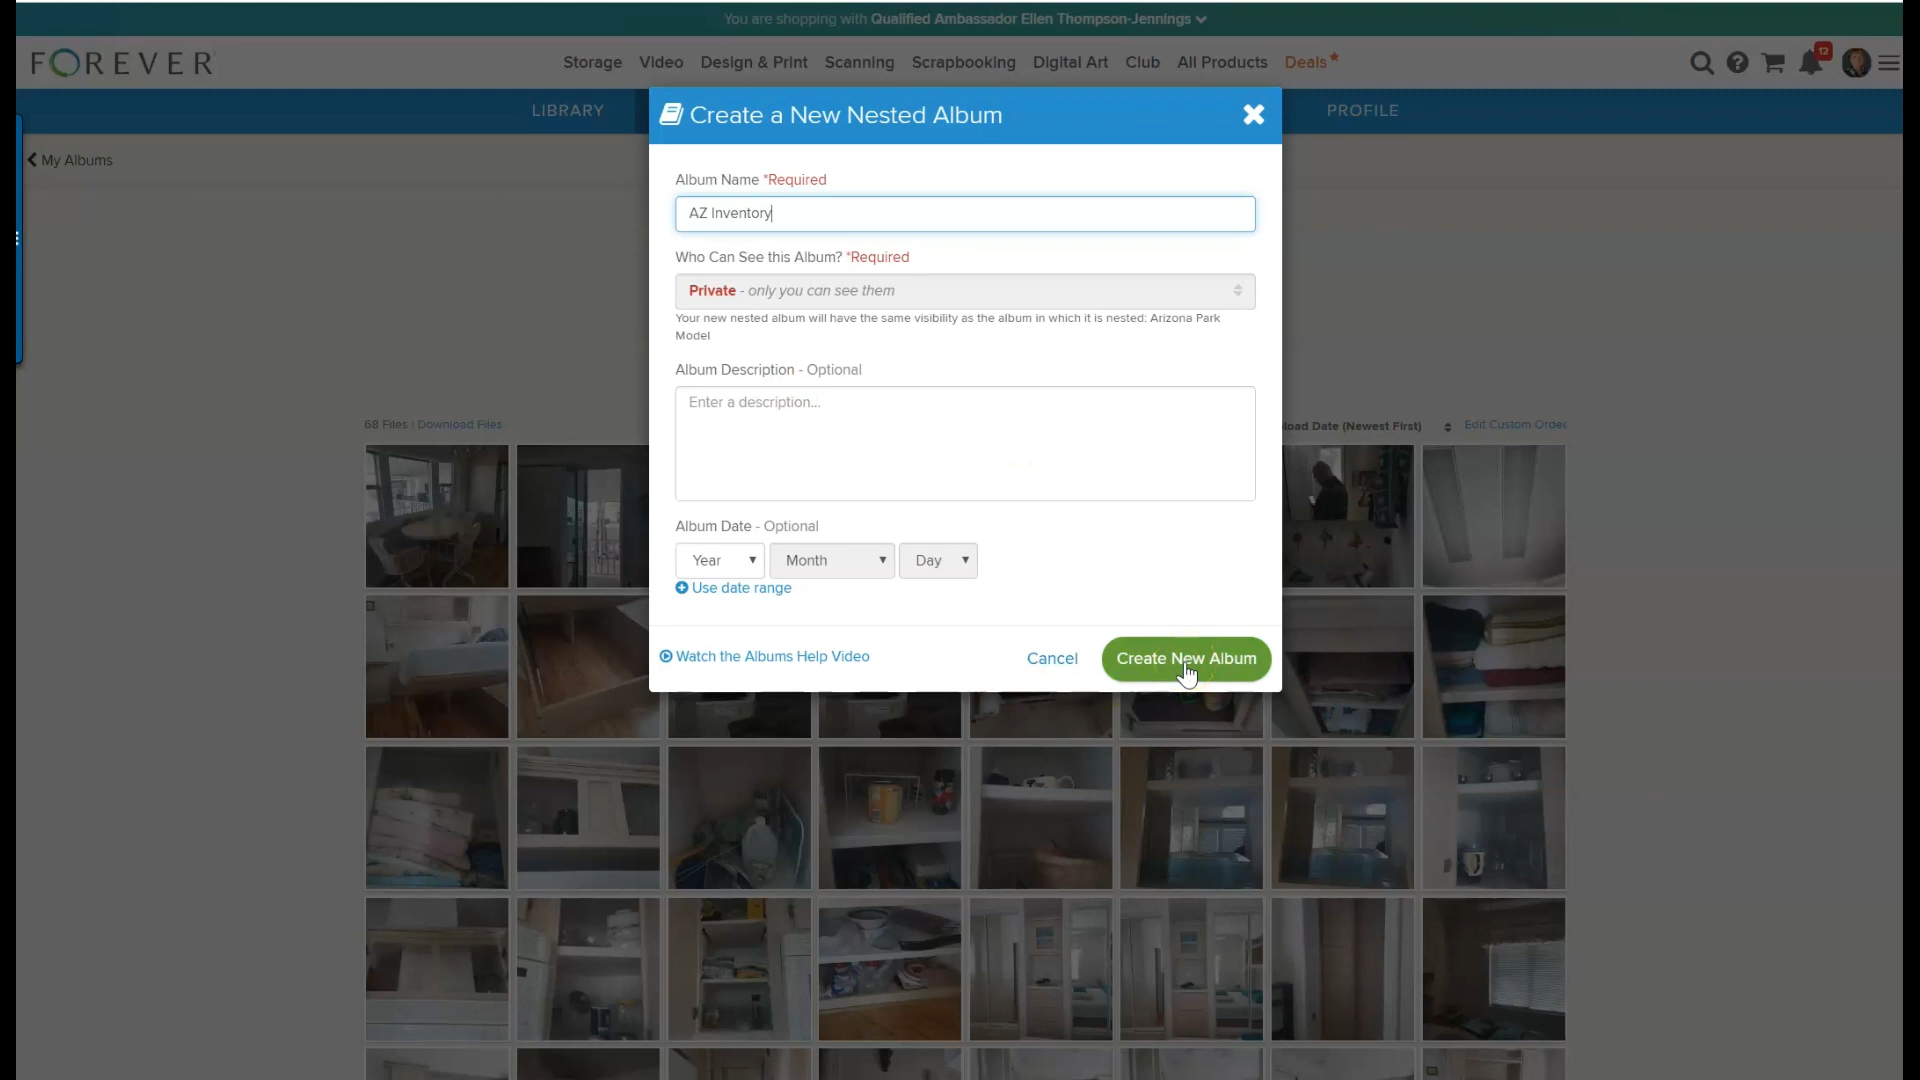 You are shopping with Qualified Ambassador Ellen Thompson-Jennings
FOREVER
Storage Video Design & Print Scanning Scrapbooking Digital Art Club All Products Deals*
12
LIBRARY
PROFILE
My Albums
Create a New Nested Album
Album Name *Required
AZ Inventory
Who Can See this Album? *Required
Private - only you can see them
Your new nested album will have the same visibility as the album in which it is nested: Arizona Park
Model
Album Description - Optional
Enter a description...
68 Files | Download Files
load Date (Newest First)
Edit Custom Order
Album Date - Optional
Year Month Day
Use date range
Watch the Albums Help Video
Cancel
Create New Album